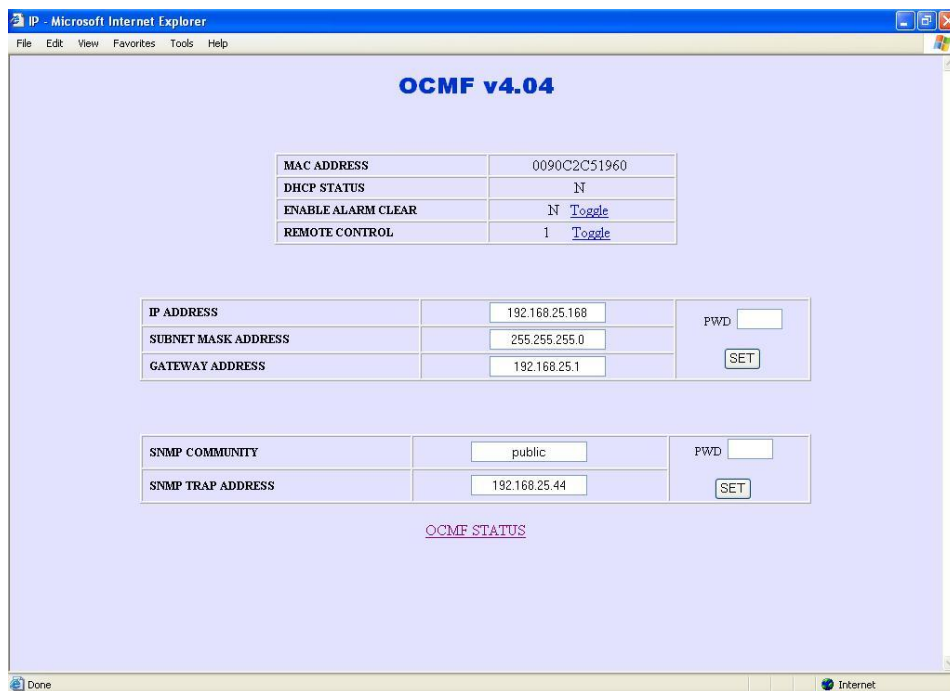 IP - Microsoft Internet Explorer
File Edit View Favorites Tools Help
OCMF v4.04
MAC ADDRESS 0090C2C51960
DHCP STATUS N
ENABLE ALARM CLEAR N Toggle
REMOTE CONTROL 1 Toggle
IP ADDRESS 192.168.25.168
SUBNET MASK ADDRESS 255.255.255.0
GATEWAY ADDRESS 192.168.25.1
PWD
SET
SNMP COMMUNITY public
SNMP TRAP ADDRESS 192.168.25.44
PWD
SET
OCMF STATUS
Done Internet